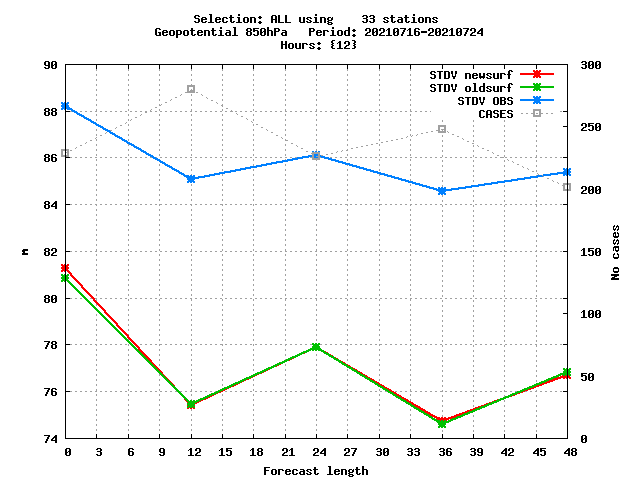 Selection: ALL using    33 stations
Geopotential 850hPa   Period: 20210716-20210724
Hours: {12}
STDV newsurf
STDV oldsurf
STDV OBS
CASES
90
88
86
84
82
80
78
76
74
m
300
250
200
150
100
50
0
No cases
0 3 6 9 12 15 18 21 24 27 30 33 36 39 42 45 48
Forecast length